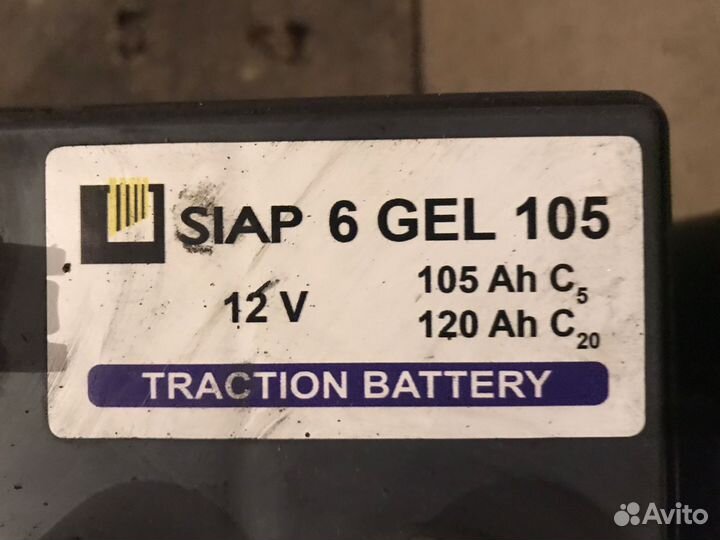 SIAP 6 GEL 105
12 V
105 Ah C5
120 Ah C20
TRACTION BATTERY
Avito